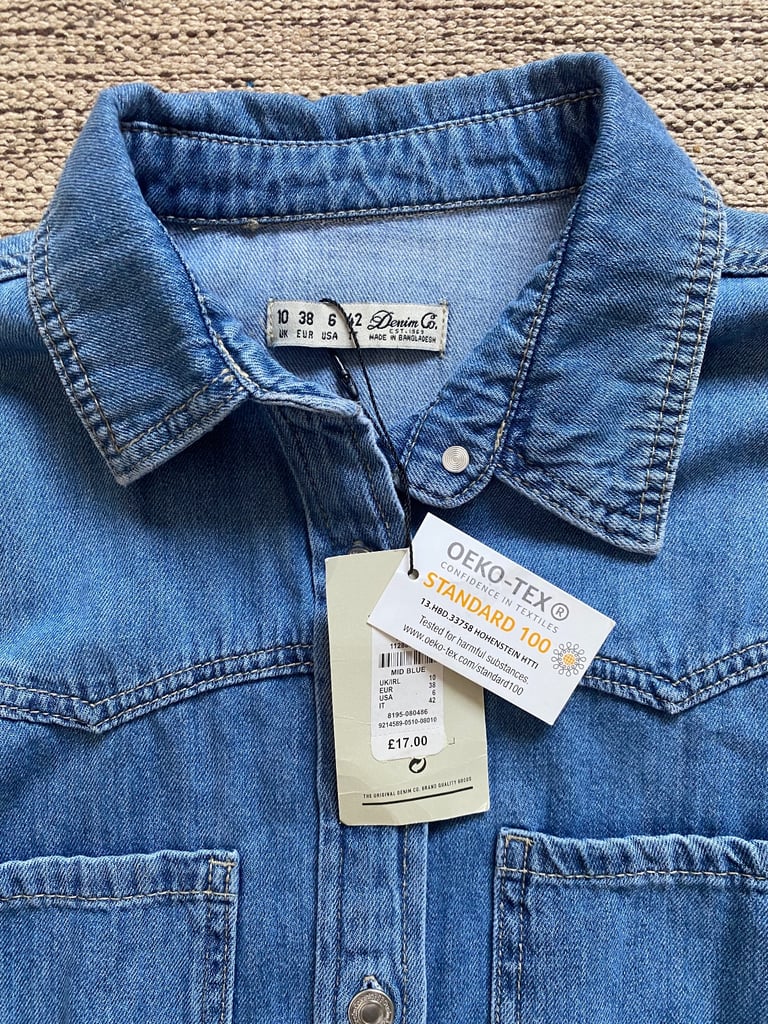 10 38 6 42 Denim Co.
EST. 1969
UK EUR USA MADE IN BANGLADESH
OEKO-TEX®
CONFIDENCE IN TEXTILES
STANDARD 100
13.HBD.33758 HOHENSTEIN HTTI
Tested for harmful substances.
www.oeko-tex.com/standard100
MID BLUE
UK/IRL 10
EUR 38
USA 6
IT 42
8195-080486
9214589-0510-08010
£17.00
THE ORIGINAL DENIM CO. BRAND QUALITY GOODS